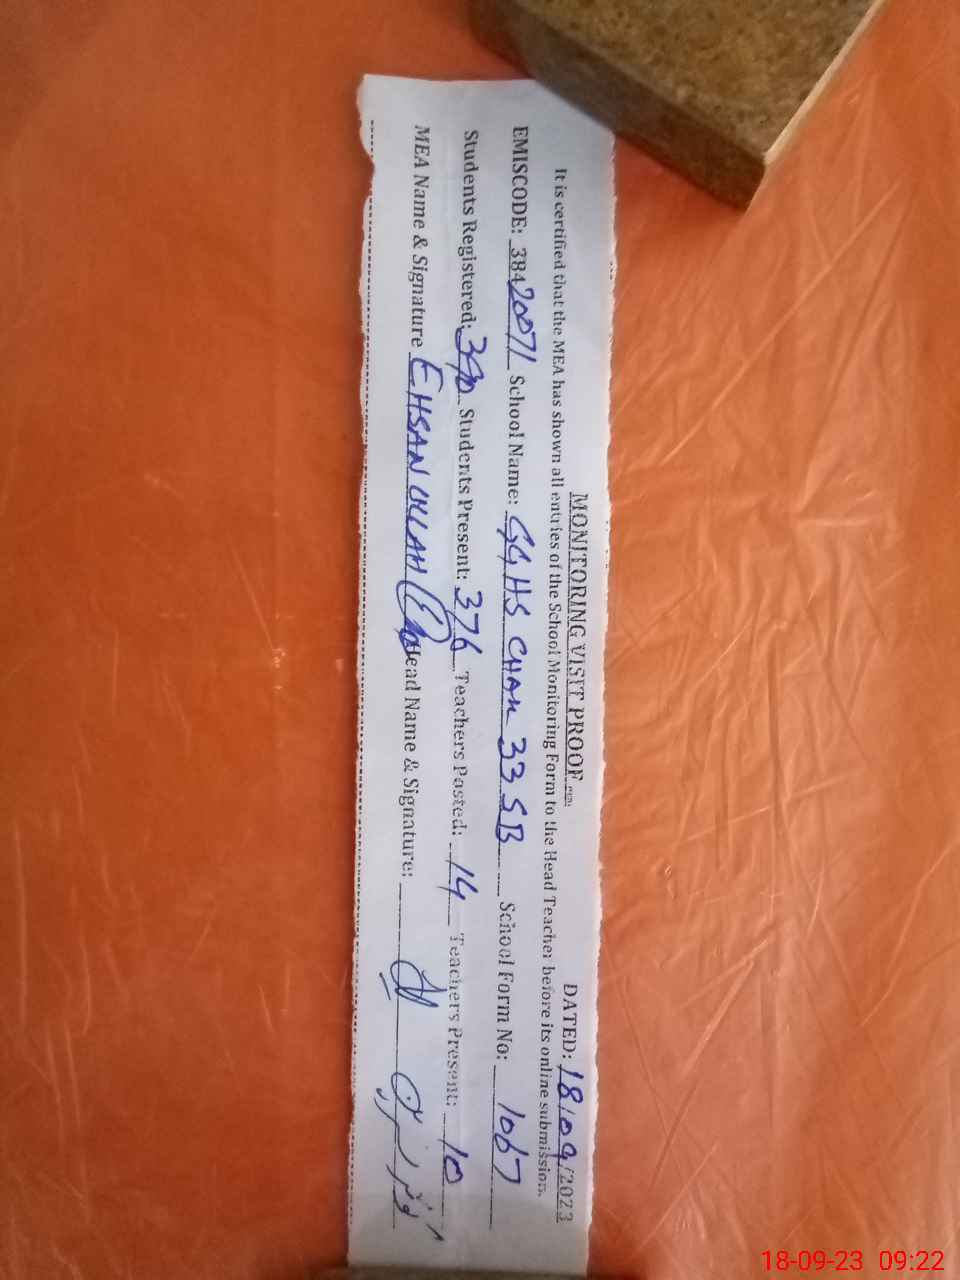 MONITORING VISIT PROOF DATED: 18/09/2023
It is certified that the MEA has shown all entries of the School Monitoring Form to the Head Teacher before its online submission.
EMISCODE: 38420071 School Name: GGHS CHAK 33 SB School Form No: 1067
Students Registered: Students Present: 376 Teachers Posted: 14 Teachers Present: 10
MEA Name & Signature EHSAN ULLAH Head Name & Signature:
18-09-23 09:22